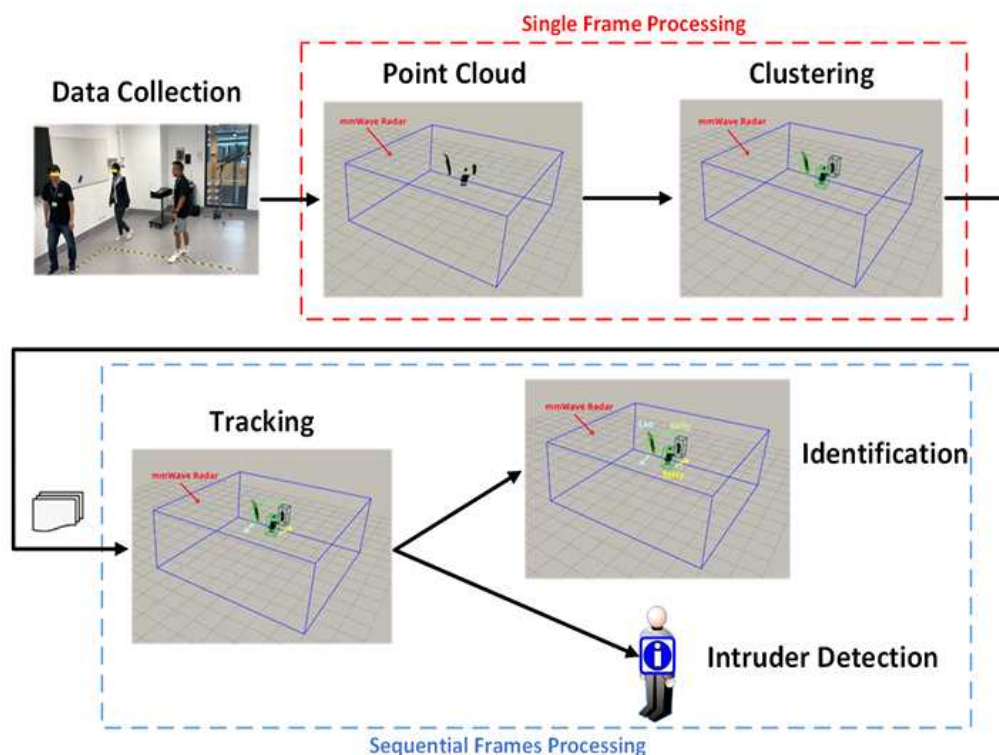 Single Frame Processing
Data Collection
Point Cloud
Clustering
mmWave Radar
mmWave Radar
Tracking
mmWave Radar
mmWave Radar
Identification
Intruder Detection
Sequential Frames Processing